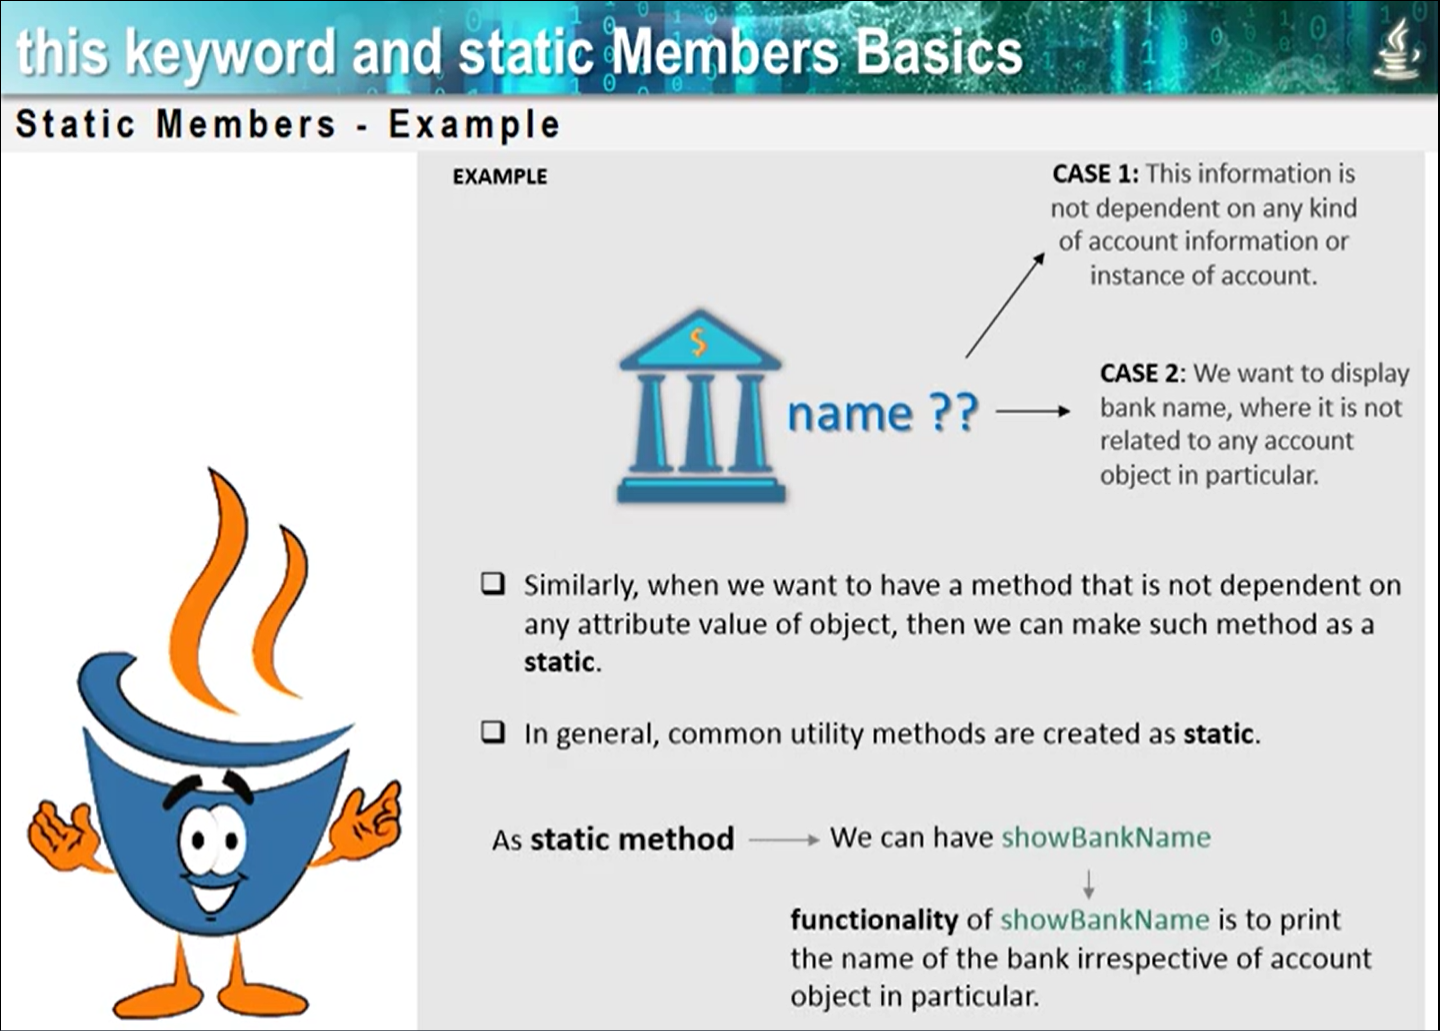 this keyword and static Members Basics
Static Members - Example
EXAMPLE
CASE 1: This information is
not dependent on any kind
of account information or
instance of account.
$
name ??
CASE 2: We want to display
bank name, where it is not
related to any account
object in particular.
Similarly, when we want to have a method that is not dependent on
any attribute value of object, then we can make such method as a
static.
In general, common utility methods are created as static.
As static method
We can have showBankName
functionality of showBankName is to print
the name of the bank irrespective of account
object in particular.